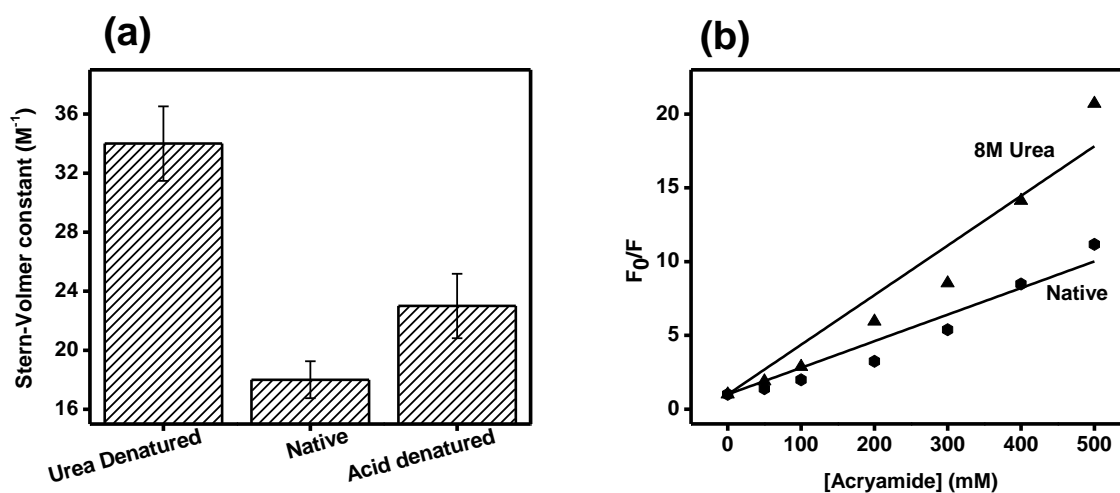 (a)
Stern-Volmer constant (M⁻¹)
36
32
28
24
20
16
Urea Denatured
Native
Acid denatured
(b)
F₀/F
20
15
10
5
0
8M Urea
Native
0
100
200
300
400
500
[Acryamide] (mM)